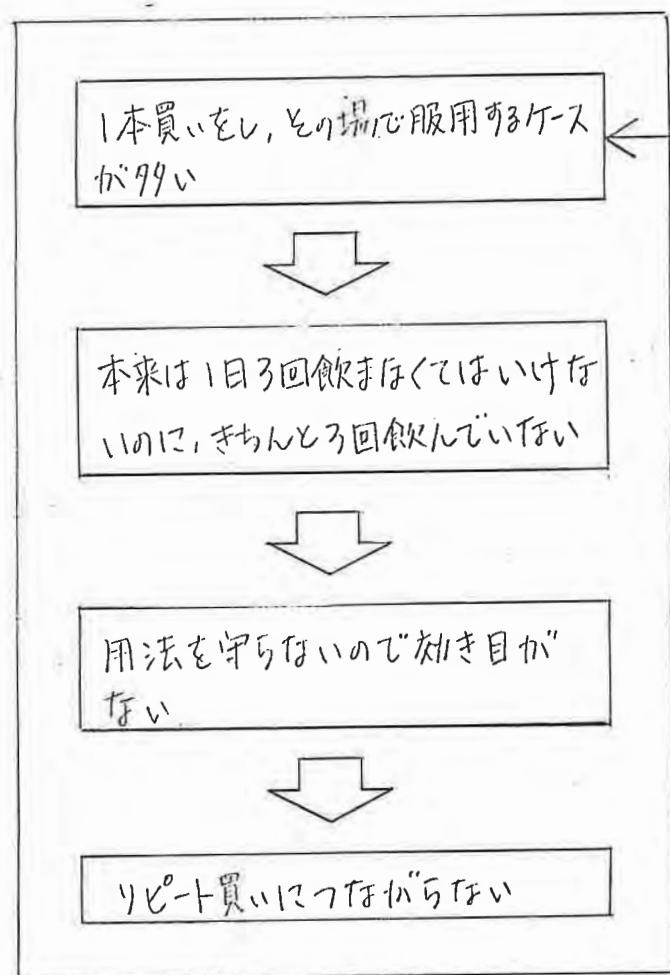 1本買いをし,その場で服用するケース
が多い
本来は1日3回飲まなくてはいけな
いのに,きちんと3回飲んでいない
用法を守らないので効き目が
ない
リピート買いにつながらない